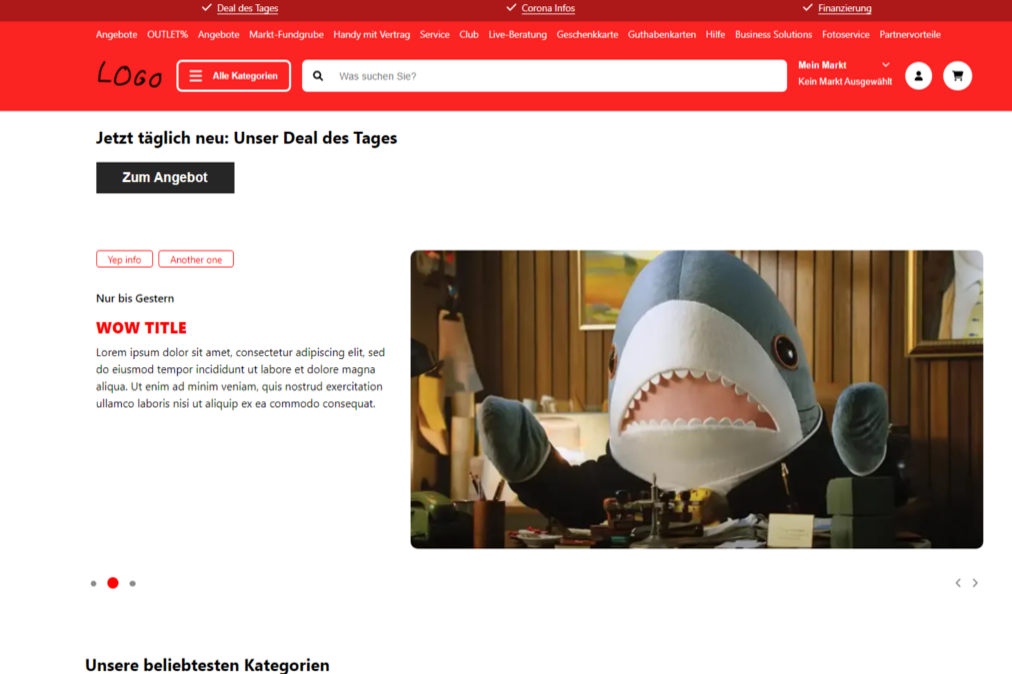 Deal des Tages
Corona Infos
Finanzierung
Angebote OUTLET% Angebote Markt-Fundgrube Handy mit Vertrag Service Club Live-Beratung Geschenkkarte Guthabenkarten Hilfe Business Solutions Fotoservice Partnervorteile
LOGO
Alle Kategorien
Was suchen Sie?
Mein Markt
Kein Markt Ausgewählt
Jetzt täglich neu: Unser Deal des Tages
Zum Angebot
Yep info
Another one
Nur bis Gestern
WOW TITLE
Lorem ipsum dolor sit amet, consectetur adipiscing elit, sed
do eiusmod tempor incididunt ut labore et dolore magna
aliqua. Ut enim ad minim veniam, quis nostrud exercitation
ullamco laboris nisi ut aliquip ex ea commodo consequat.
Unsere beliebtesten Kategorien